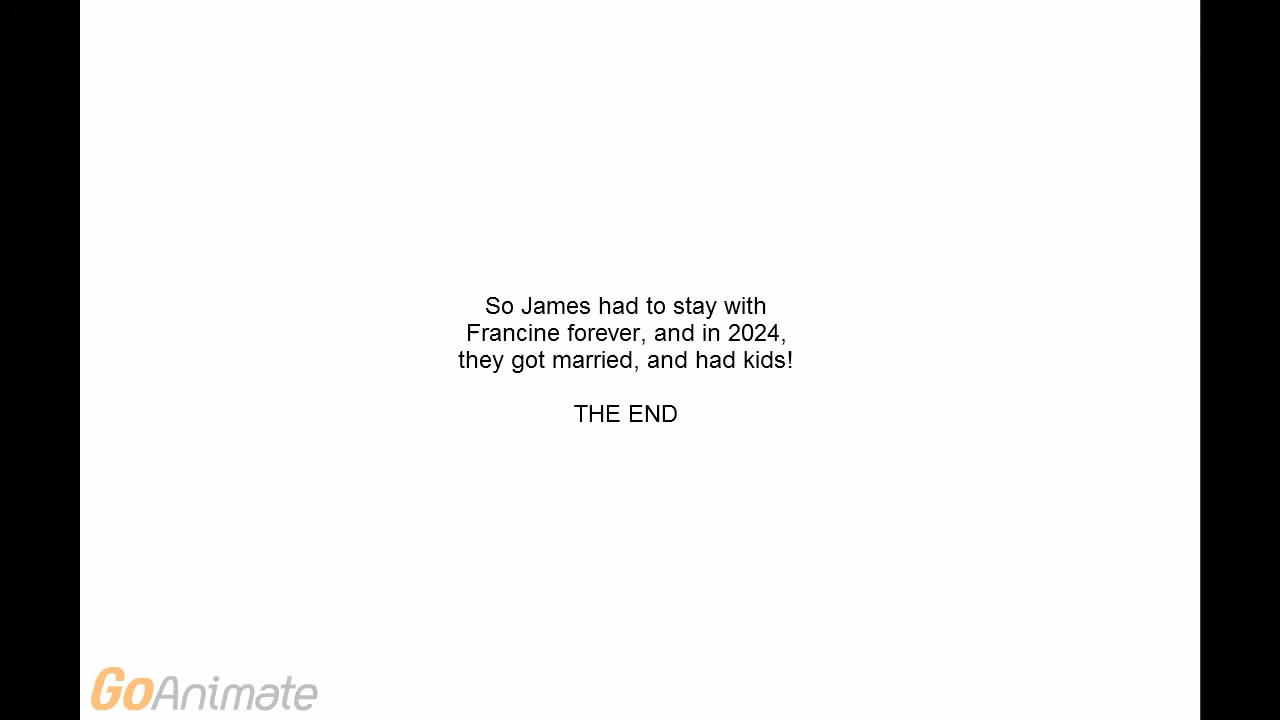 So James had to stay with
Francine forever, and in 2024,
they got married, and had kids!
THE END
GoAnimate